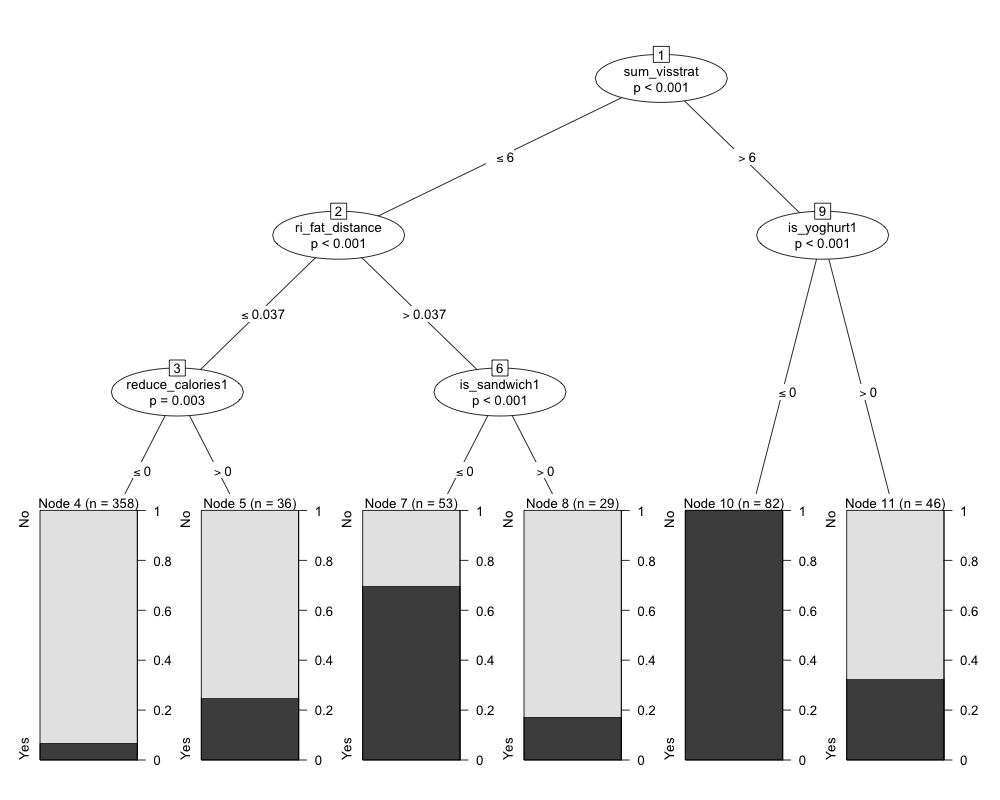 1
sum_visstrat
p < 0.001
≤ 6
> 6
2
ri_fat_distance
p < 0.001
9
is_yoghurt1
p < 0.001
≤ 0.037
> 0.037
3
reduce_calories1
p = 0.003
6
is_sandwich1
p < 0.001
≤ 0
> 0
≤ 0
> 0
≤ 0
> 0
Node 4 (n = 358)
No
Yes
1
0.8
0.6
0.4
0.2
0
Node 5 (n = 36)
No
Yes
1
0.8
0.6
0.4
0.2
0
Node 7 (n = 53)
No
Yes
1
0.8
0.6
0.4
0.2
0
Node 8 (n = 29)
No
Yes
1
0.8
0.6
0.4
0.2
0
Node 10 (n = 82)
No
Yes
1
0.8
0.6
0.4
0.2
0
Node 11 (n = 46)
No
Yes
1
0.8
0.6
0.4
0.2
0